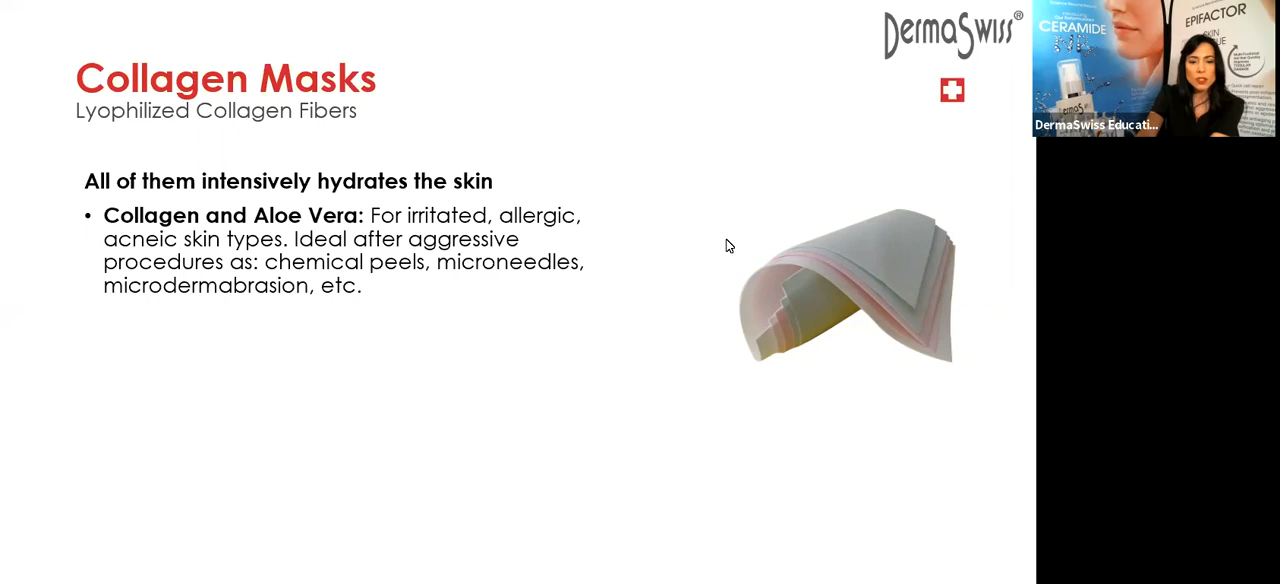 DermaSwiss®
Collagen Masks
Lyophilized Collagen Fibers
All of them intensively hydrates the skin
• Collagen and Aloe Vera: For irritated, allergic,
acneic skin types. Ideal after aggressive
procedures as: chemical peels, microneedles,
microdermabrasion, etc.
CERAMIDE
EPIFACTOR
SKIN
DermaSwiss Educati...